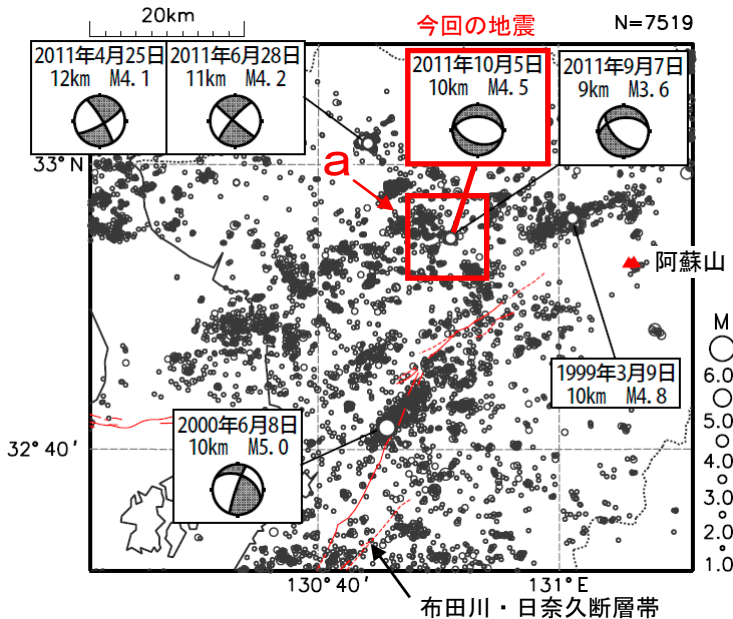 20km
今回の地震
N=7519
2011年4月25日
12km M4.1
2011年6月28日
11km M4.2
2011年10月5日
10km M4.5
2011年9月7日
9km M3.6
33°N
a
阿蘇山
M
6.0
5.0
4.0
3.0
2.0
1.0
1999年3月9日
10km M4.8
2000年6月8日
10km M5.0
32°40′
130°40′
131°E
布田川・日奈久断層帯